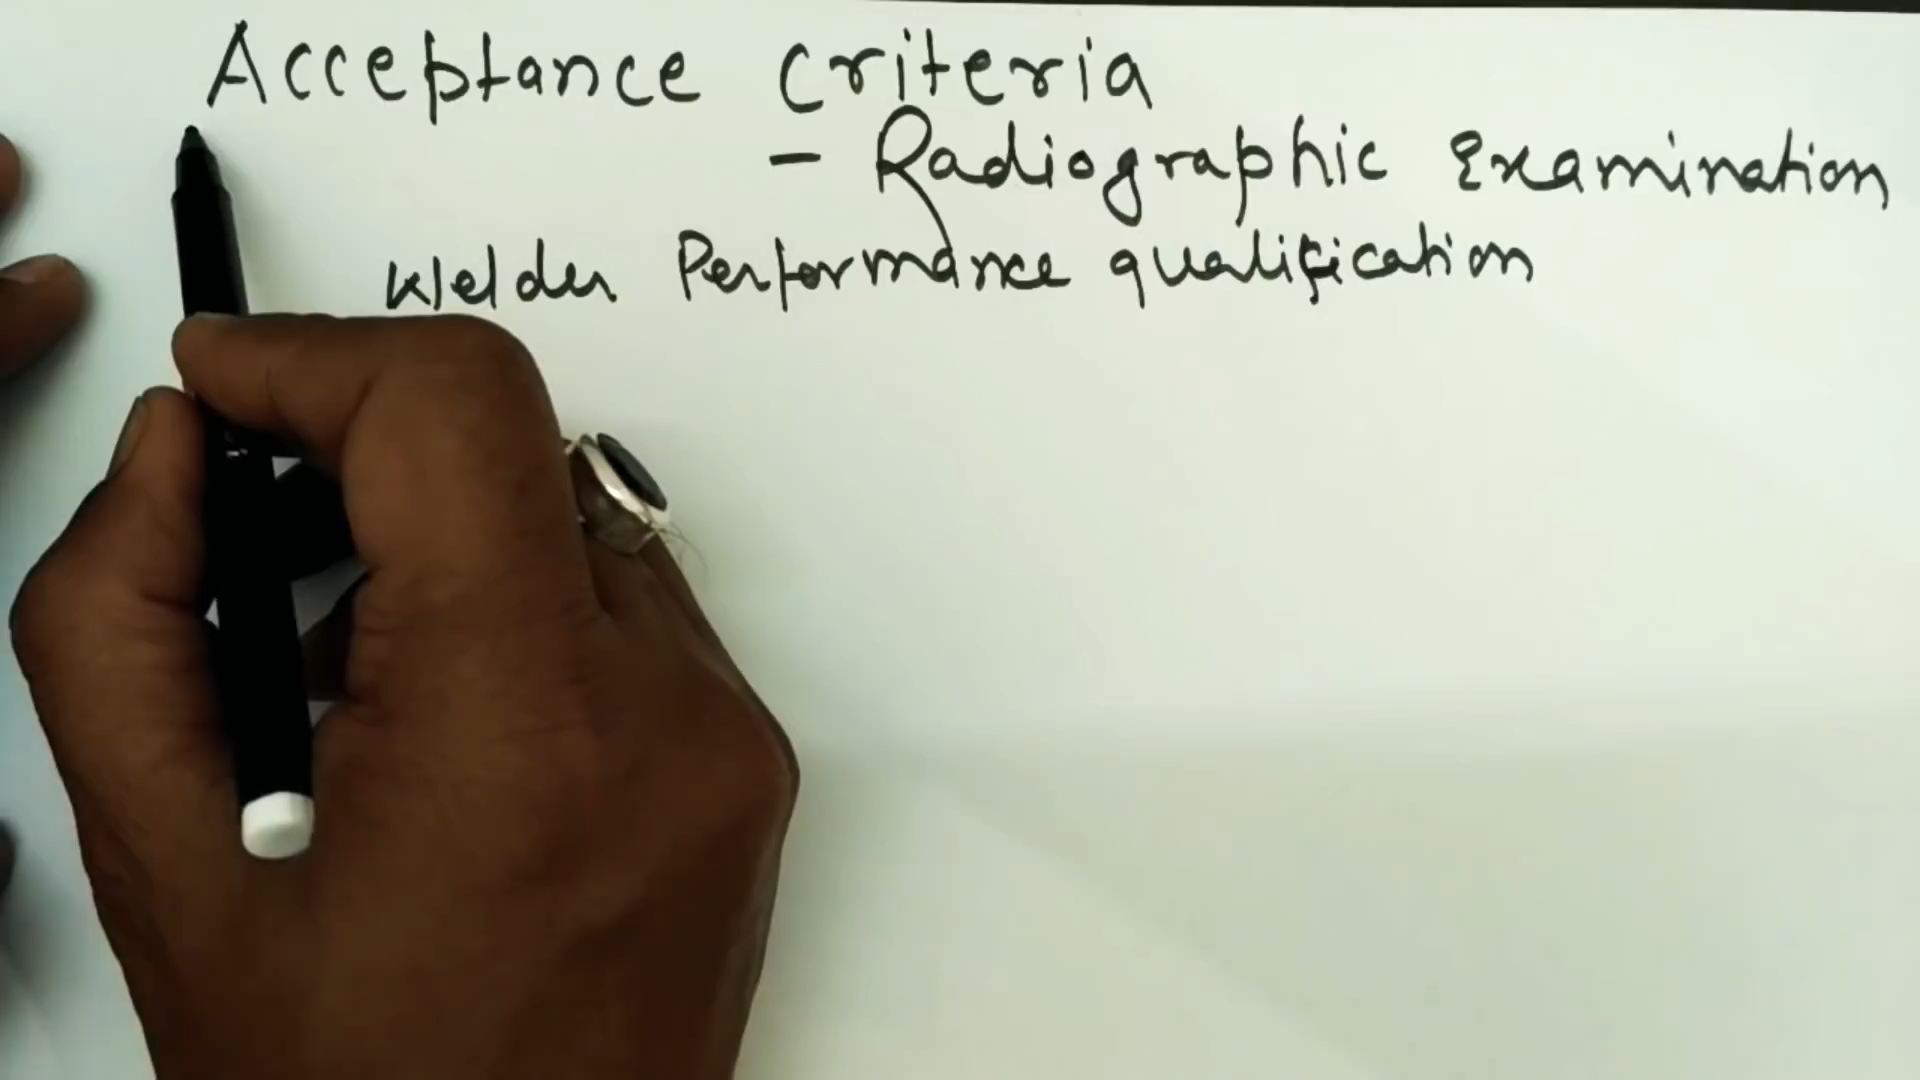 Acceptance criteria
- Radiographic Examination
Welder Performance qualification